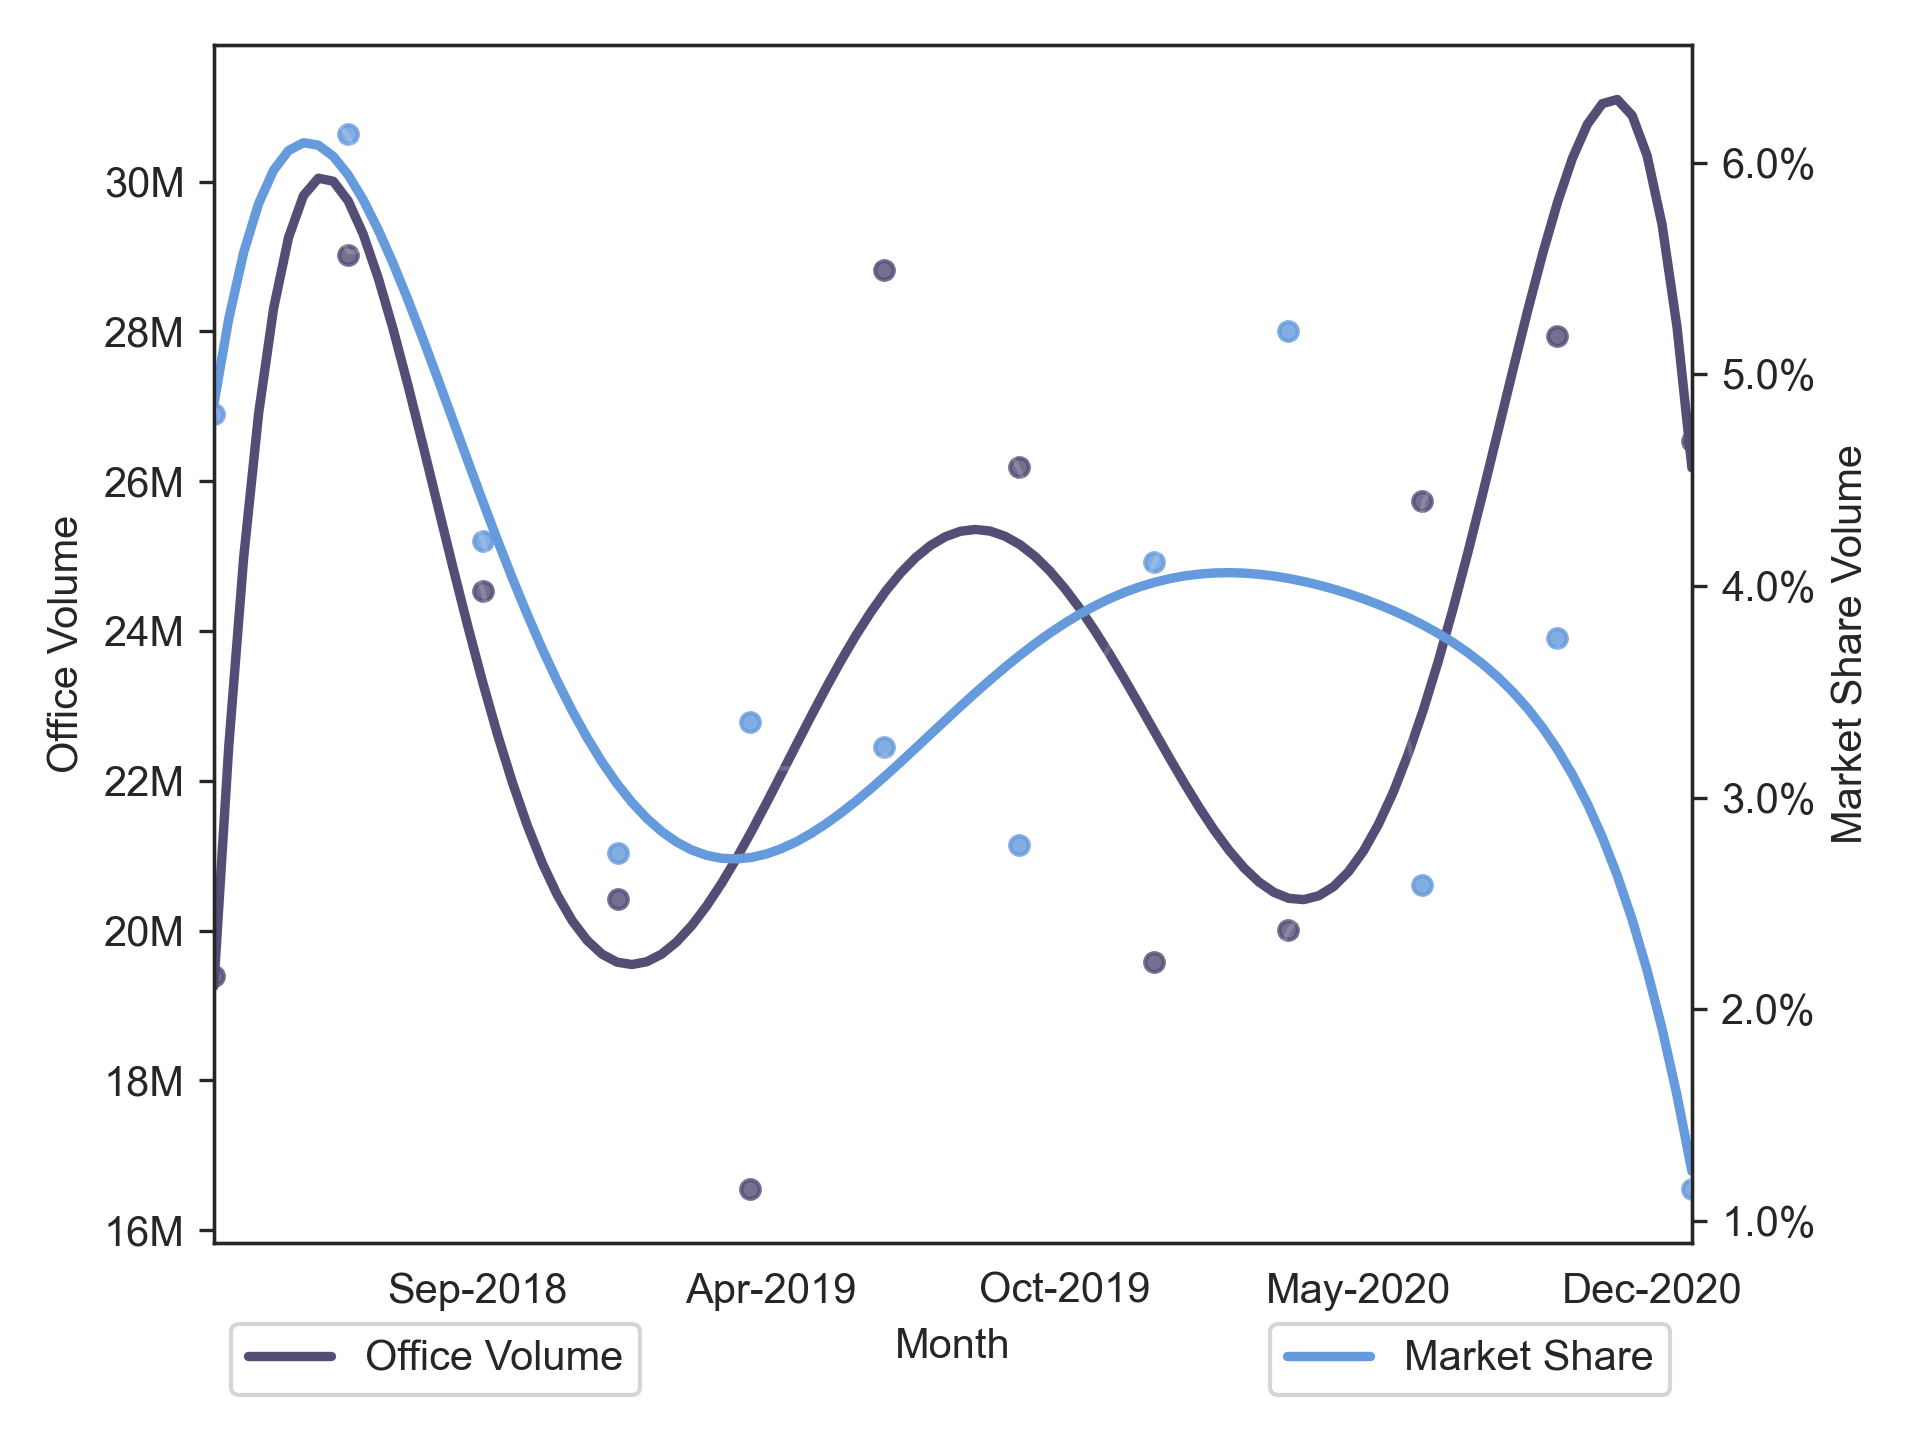 30M
28M
26M
24M
22M
20M
18M
16M
Office Volume
6.0%
5.0%
4.0%
3.0%
2.0%
1.0%
Market Share Volume
Sep-2018
Apr-2019
Oct-2019
May-2020
Dec-2020
Month
Office Volume
Market Share